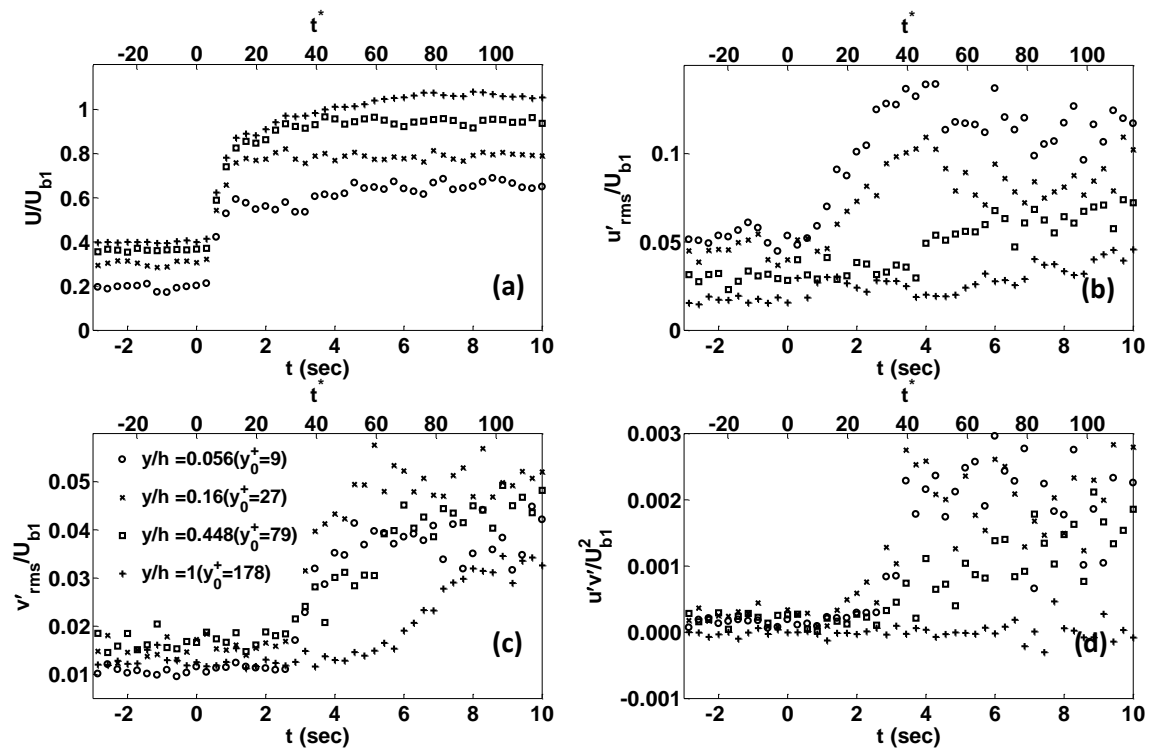 t*
-20 0 20 40 60 80 100
1
0.8
0.6
0.4
0.2
0
U/U_b1
(a)
-2 0 2 4 6 8 10
t (sec)
t*
-20 0 20 40 60 80 100
0.1
0.05
0
u'_rms/U_b1
(b)
-2 0 2 4 6 8 10
t (sec)
t*
-20 0 20 40 60 80 100
0.05
0.04
0.03
0.02
0.01
v'_rms/U_b1
y/h =0.056(y_0^+=9)
y/h =0.16(y_0^+=27)
y/h =0.448(y_0^+=79)
y/h =1(y_0^+=178)
(c)
-2 0 2 4 6 8 10
t (sec)
t*
-20 0 20 40 60 80 100
0.003
0.002
0.001
0.000
-0.001
u'v'/U_b1^2
(d)
-2 0 2 4 6 8 10
t (sec)